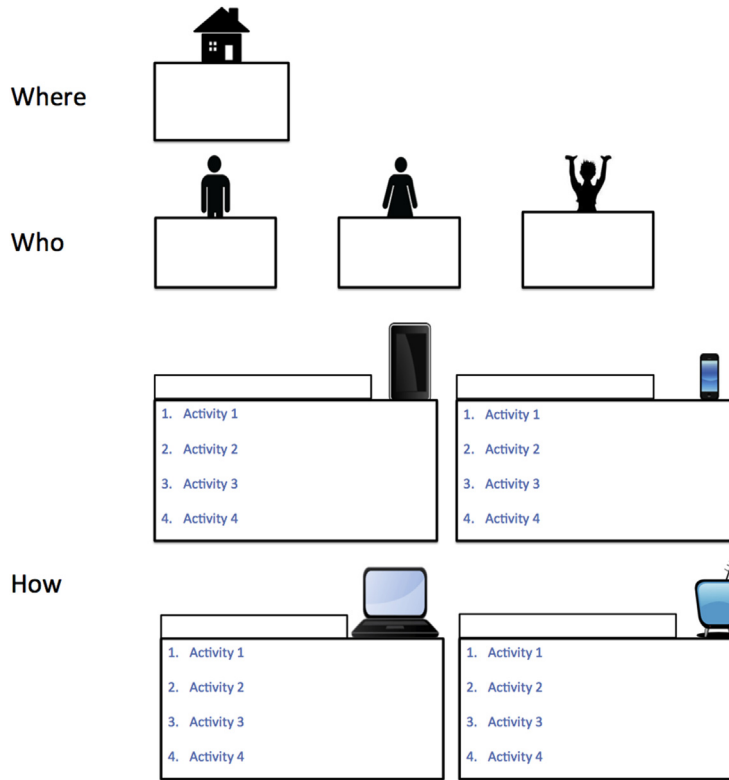 Where
Who
1. Activity 1
2. Activity 2
3. Activity 3
4. Activity 4
1. Activity 1
2. Activity 2
3. Activity 3
4. Activity 4
How
1. Activity 1
2. Activity 2
3. Activity 3
4. Activity 4
1. Activity 1
2. Activity 2
3. Activity 3
4. Activity 4